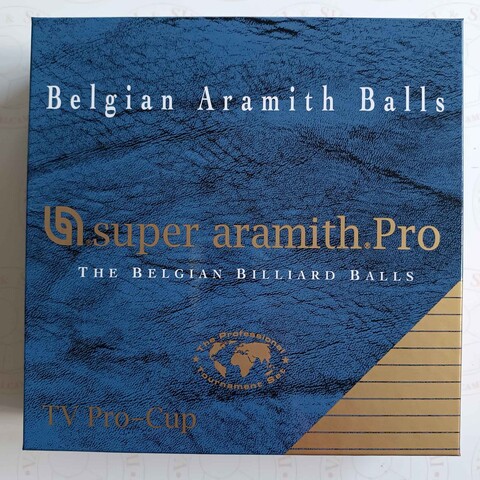 Belgian Aramith Balls
super aramith.Pro
THE BELGIAN BILLIARD BALLS
The Professional
Tournament Set
TV Pro-Cup